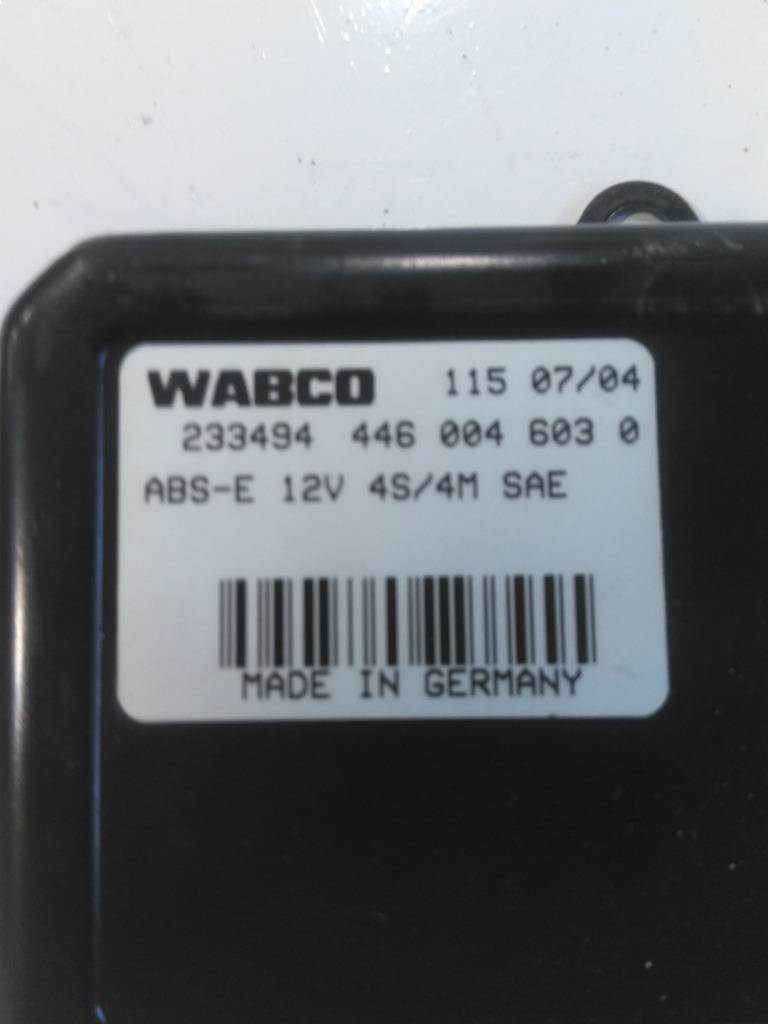 WABCO 115 07/04
233494 446 004 603 0
ABS-E 12V 4S/4M SAE
MADE IN GERMANY